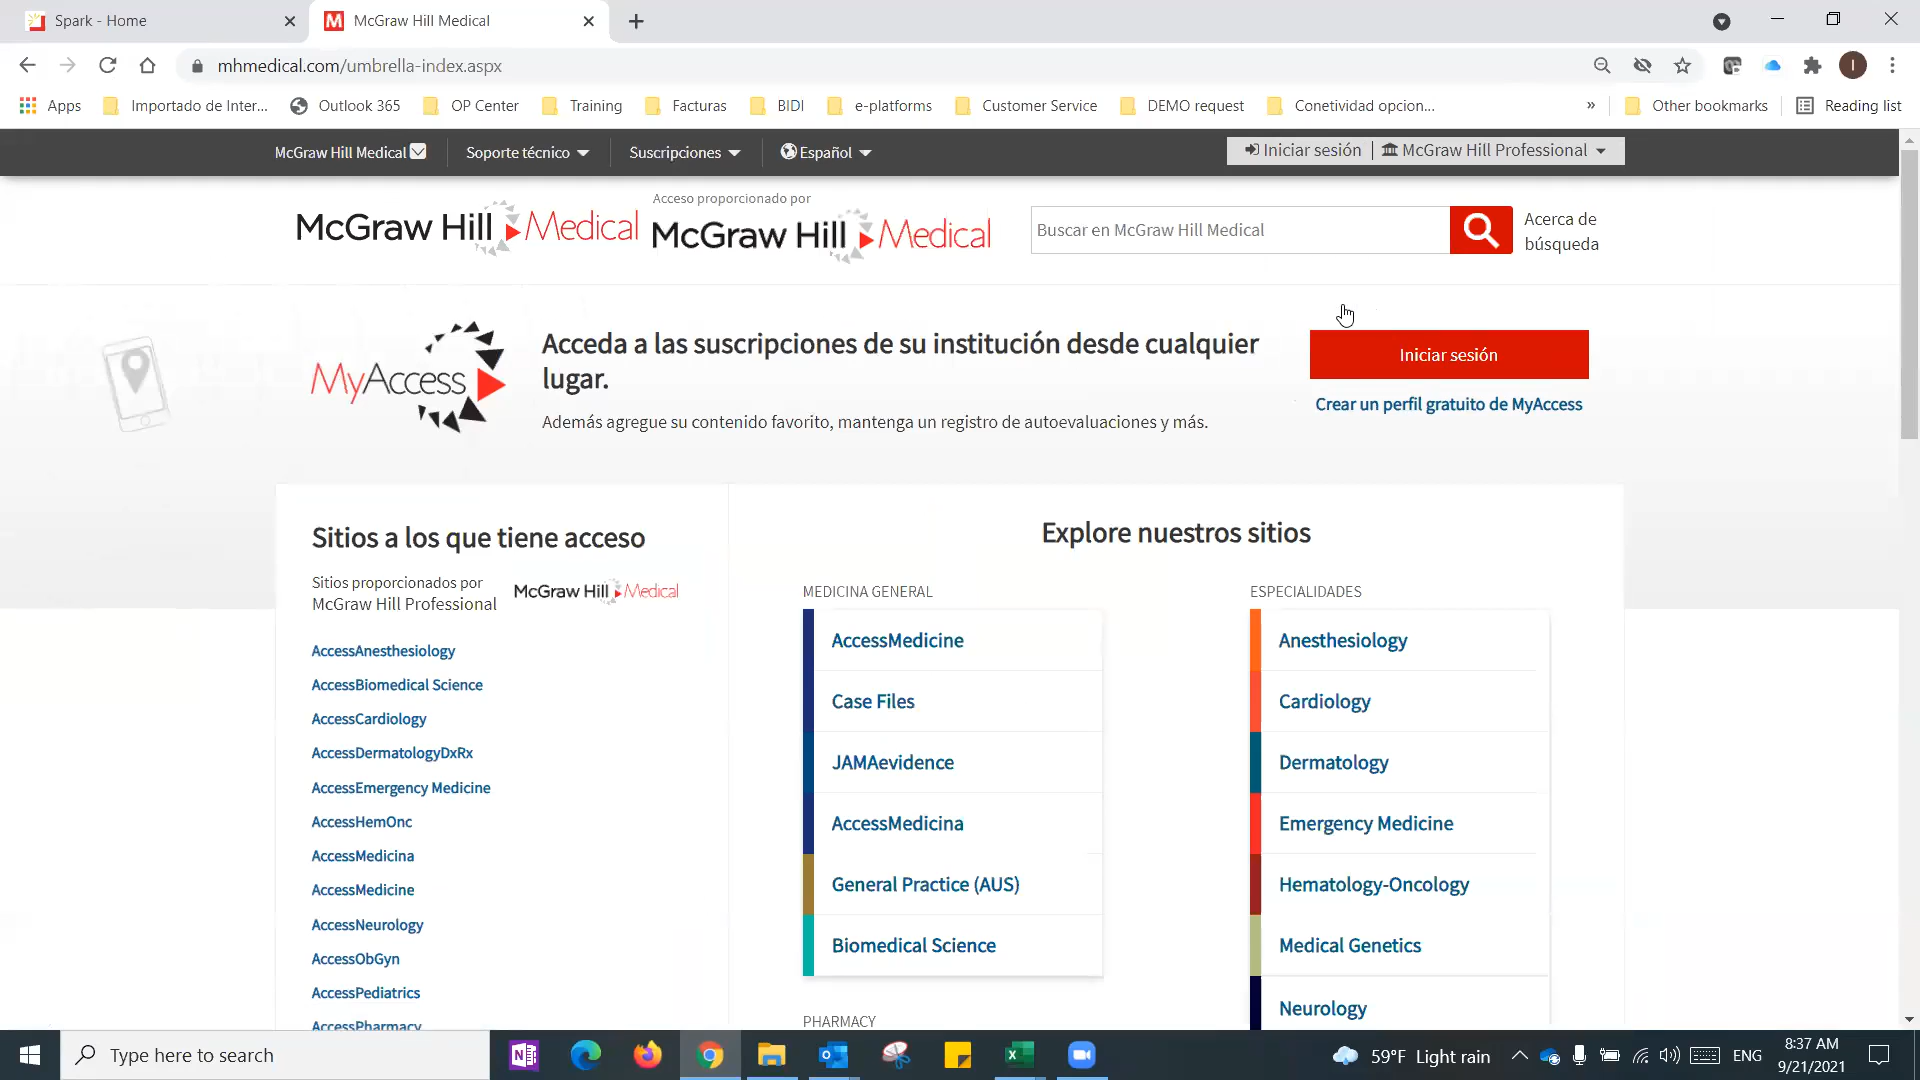 Spark - Home
McGraw Hill Medical
mhmedical.com/umbrella-index.aspx
Apps
Importado de Inter...
Outlook 365
OP Center
Training
Facturas
BIDI
e-platforms
Customer Service
DEMO request
Conetividad opcion...
»
Other bookmarks
Reading list
McGraw Hill Medical
Soporte técnico
Suscripciones
Español
Iniciar sesión
McGraw Hill Professional
McGraw Hill Medical
Acceso proporcionado por
McGraw Hill Medical
Buscar en McGraw Hill Medical
Acerca de
búsqueda
MyAccess
Acceda a las suscripciones de su institución desde cualquier
lugar.
Además agregue su contenido favorito, mantenga un registro de autoevaluaciones y más.
Iniciar sesión
Crear un perfil gratuito de MyAccess
Sitios a los que tiene acceso
Sitios proporcionados por
McGraw Hill Professional
McGraw Hill Medical
AccessAnesthesiology
AccessBiomedical Science
AccessCardiology
AccessDermatologyDxRx
AccessEmergency Medicine
AccessHemOnc
AccessMedicina
AccessMedicine
AccessNeurology
AccessObGyn
AccessPediatrics
AccessPharmacy
Explore nuestros sitios
MEDICINA GENERAL
AccessMedicine
Case Files
JAMAevidence
AccessMedicina
General Practice (AUS)
Biomedical Science
PHARMACY
ESPECIALIDADES
Anesthesiology
Cardiology
Dermatology
Emergency Medicine
Hematology-Oncology
Medical Genetics
Neurology
Type here to search
59°F Light rain
ENG
8:37 AM
9/21/2021